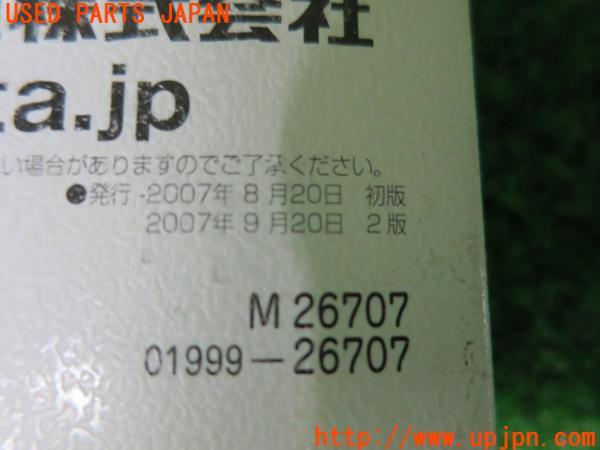 USED PARTS JAPAN
株式会社
ta.jp
い場合がありますのでご了承ください。
●発行-2007年 8月20日 初版
2007年 9月20日 2版
M 26707
01999-26707
http://www.upjpn.com/